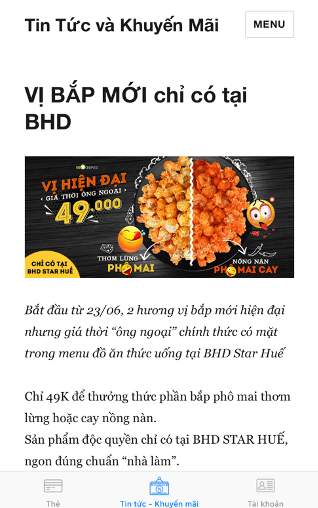 Tin Tức và Khuyến Mãi
MENU
VỊ BẮP MỚI chỉ có tại
BHD
VỊ HIỆN ĐẠI
GIÁ THỜI ÔNG NGOẠI
49.000
THƠM LỪNG
PHÔ MAI
NỒNG NÀN
PHÔ MAI CAY
CHỈ CÓ TẠI
BHD STAR HUẾ
Bắt đầu từ 23/06, 2 hương vị bắp mới hiện đại
nhưng giá thời “ông ngoại” chính thức có mặt
trong menu đồ ăn thức uống tại BHD Star Huế
Chỉ 49K để thưởng thức phần bắp phô mai thơm
lừng hoặc cay nồng nàn.
Sản phẩm độc quyền chỉ có tại BHD STAR HUẾ,
ngon đúng chuẩn “nhà làm”.
Thẻ
Tin tức - Khuyến mãi
Tài khoản